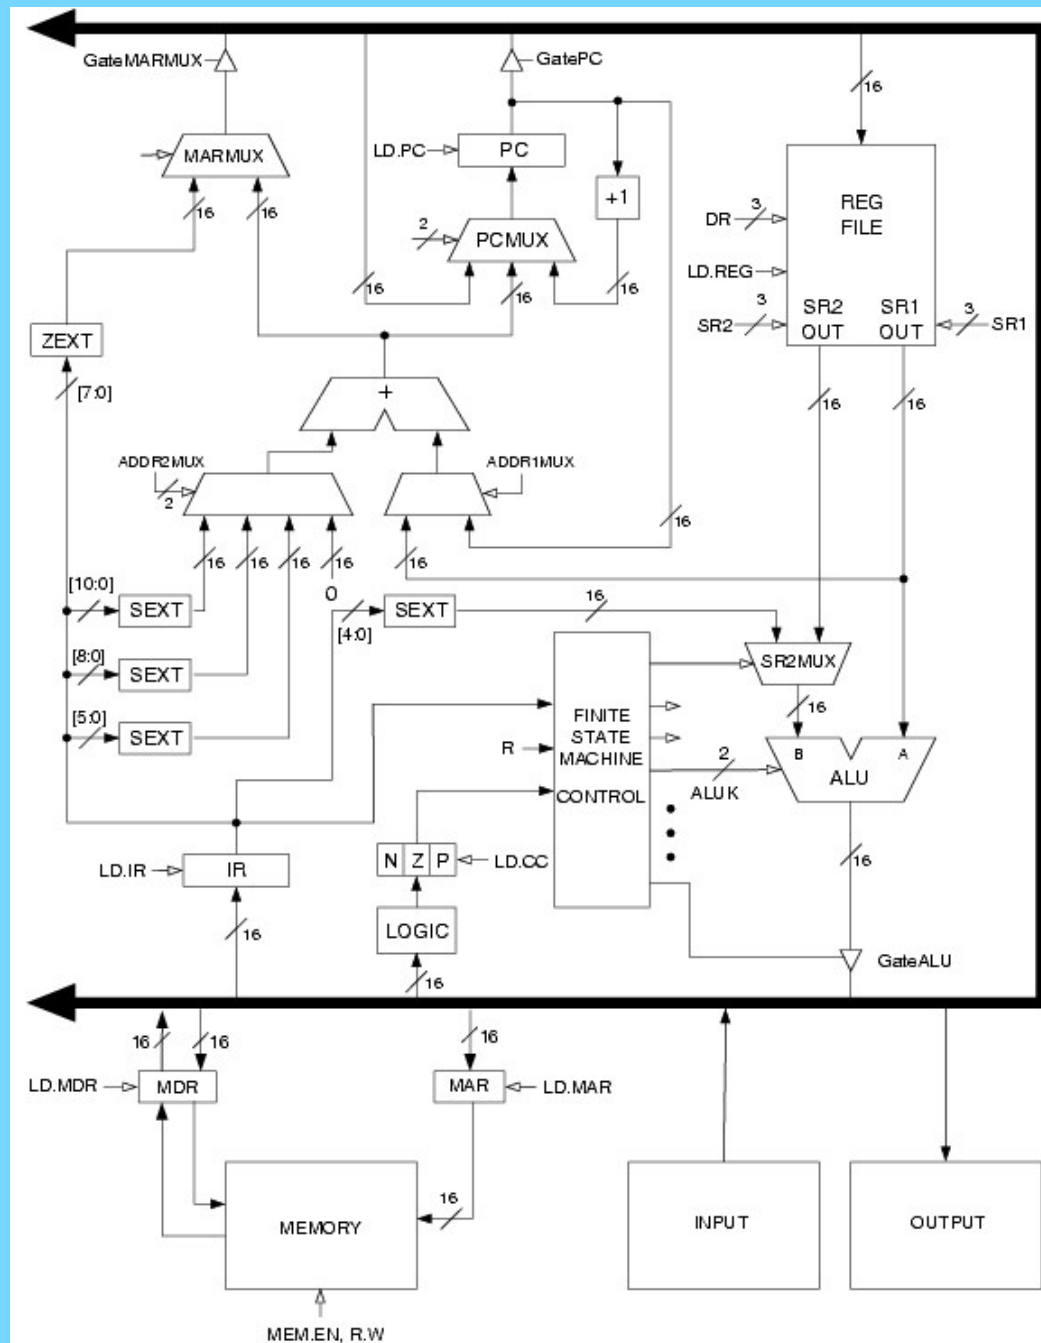 GateMARMUX
GatePC
16
MARMUX
LD.PC
PC
+1
REG
FILE
DR
3
16
16
2
PCMUX
LD.REG
16
16
16
SR2
3
SR2
OUT
SR1
OUT
3
SR1
ZEXT
[7:0]
+
16
16
ADDR2MUX
2
ADDR1MUX
16
16
16
16
16
16
0
[10:0]
SEXT
[4:0]
SEXT
16
[8:0]
SEXT
SR2MUX
[5:0]
SEXT
16
FINITE
STATE
MACHINE
CONTROL
R
B
A
ALU
2
ALUK
LD.IR
IR
N Z P
LD.CC
16
16
LOGIC
16
GateALU
16
16
16
LD.MDR
MDR
MAR
LD.MAR
16
MEMORY
INPUT
OUTPUT
MEM.EN, R.W